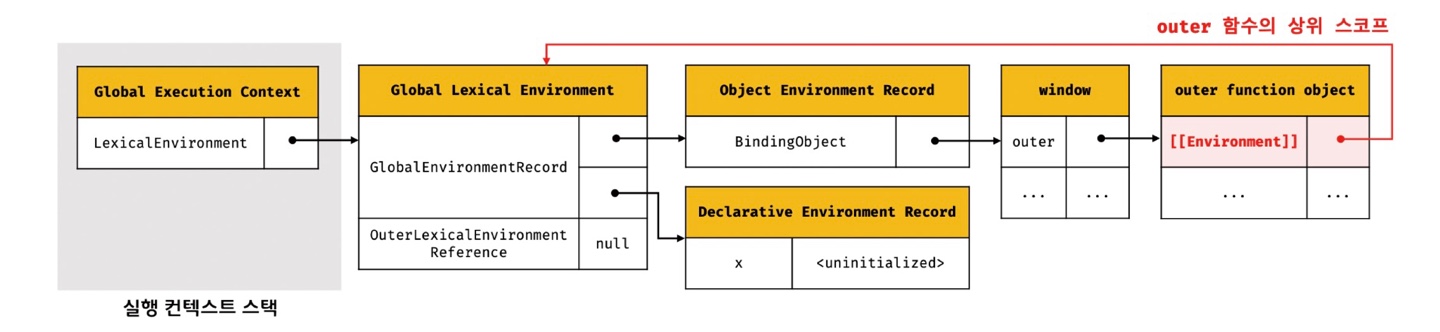 outer 함수의 상위 스코프
Global Execution Context
LexicalEnvironment
실행 컨텍스트 스택
Global Lexical Environment
GlobalEnvironmentRecord
OuterLexicalEnvironment
Reference
null
Object Environment Record
BindingObject
Declarative Environment Record
x
<uninitialized>
window
outer
...
...
outer function object
[[Environment]]
...
...